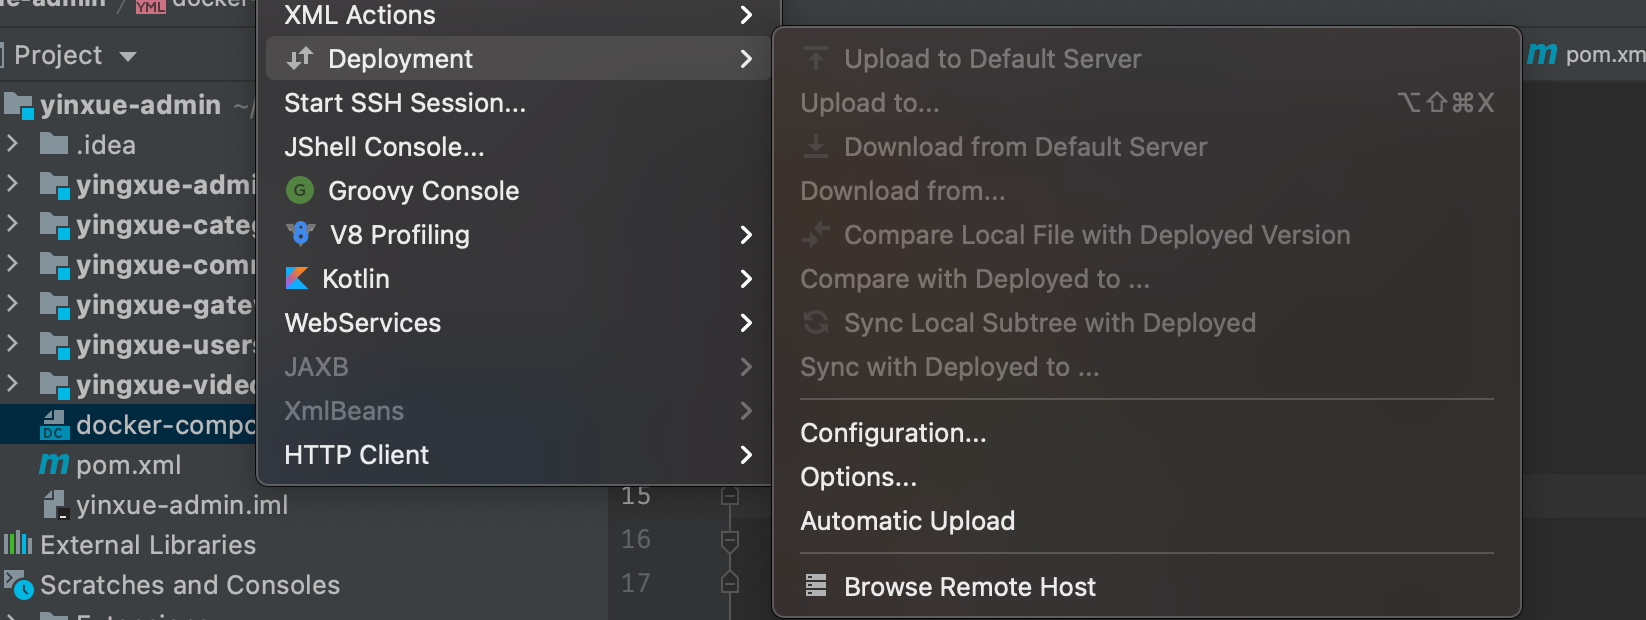 XML Actions
Project
Deployment
Upload to Default Server
pom.xm
yinxue-admin ~/
Start SSH Session...
Upload to... ⌥⇧⌘X
.idea
JShell Console...
Download from Default Server
yingxue-admi
G Groovy Console
Download from...
yingxue-cate
V8 Profiling
Compare Local File with Deployed Version
yingxue-com
Kotlin
Compare with Deployed to ...
yingxue-gate
WebServices
Sync Local Subtree with Deployed
yingxue-user
JAXB
Sync with Deployed to ...
yingxue-vide
XmlBeans
DC docker-compo
Configuration...
m pom.xml
HTTP Client
Options...
15
yinxue-admin.iml
Automatic Upload
External Libraries
16
Scratches and Consoles
17
Browse Remote Host